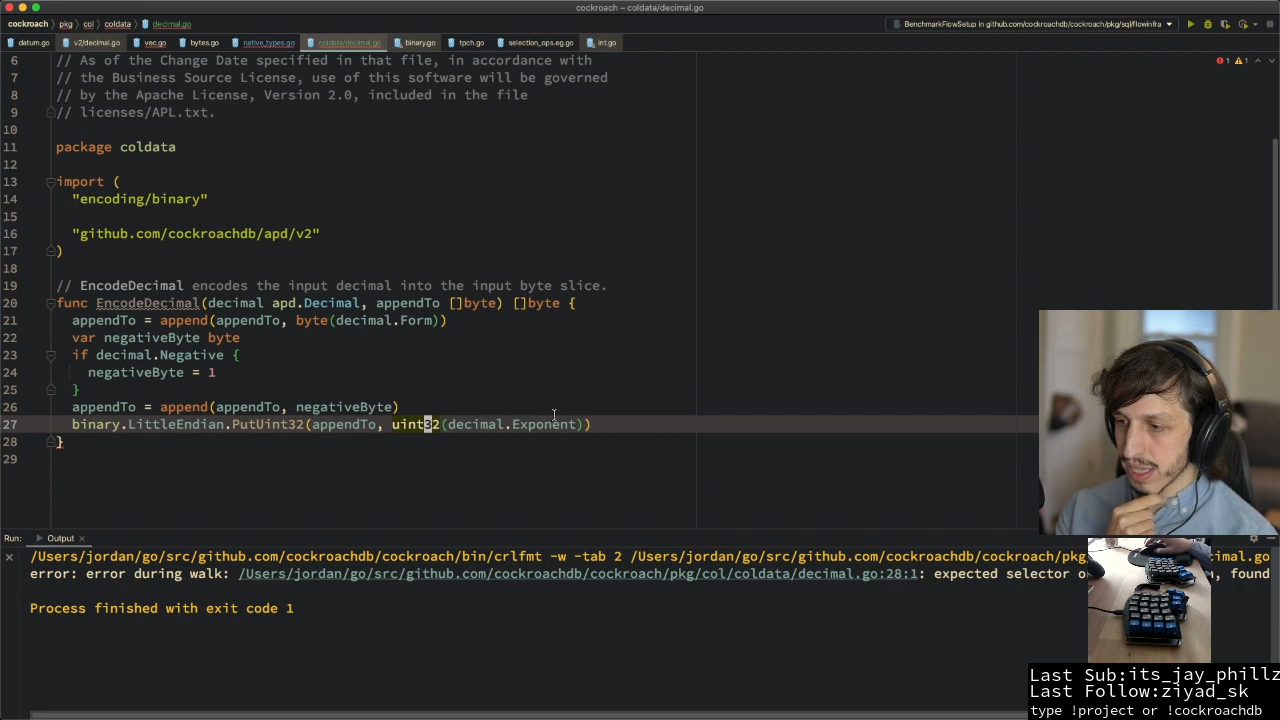 cockroach – coldata/decimal.go
cockroach pkg col coldata decimal.go
BenchmarkFlowSetup in github.com/cockroachdb/cockroach/pkg/sql/flowinfra
datum.go v2/decimal.go vec.go bytes.go native_types.go coldata/decimal.go binary.go tpch.go selection_ops.eg.go int.go
6 // As of the Change Date specified in that file, in accordance with
7 // the Business Source License, use of this software will be governed
8 // by the Apache License, Version 2.0, included in the file
9 // licenses/APL.txt.
10
11 package coldata
12
13 import (
14 "encoding/binary"
15
16 "github.com/cockroachdb/apd/v2"
17 )
18
19 // EncodeDecimal encodes the input decimal into the input byte slice.
20 func EncodeDecimal(decimal apd.Decimal, appendTo []byte) []byte {
21 appendTo = append(appendTo, byte(decimal.Form))
22 var negativeByte byte
23 if decimal.Negative {
24 negativeByte = 1
25 }
26 appendTo = append(appendTo, negativeByte)
27 binary.LittleEndian.PutUint32(appendTo, uint32(decimal.Exponent))
28 }
29
1 1
Run: Output
/Users/jordan/go/src/github.com/cockroachdb/cockroach/bin/crlfmt -w -tab 2 /Users/jordan/go/src/github.com/cockroachdb/cockroach/pkg decimal.go
error: error during walk: /Users/jordan/go/src/github.com/cockroachdb/cockroach/pkg/col/coldata/decimal.go:28:1: expected selector found
Process finished with exit code 1
Last Sub:its_jay_phillz
Last Follow:ziyad_sk
type !project or !cockroachdb